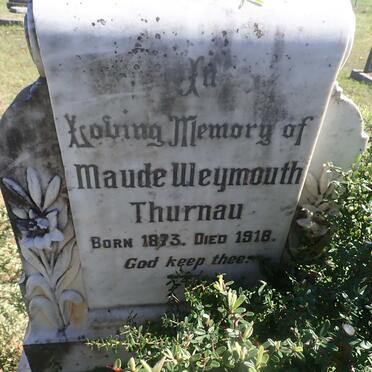 In
Loving Memory of
Maude Weymouth
Thurnau
Born 1873. Died 1918.
God keep thee.